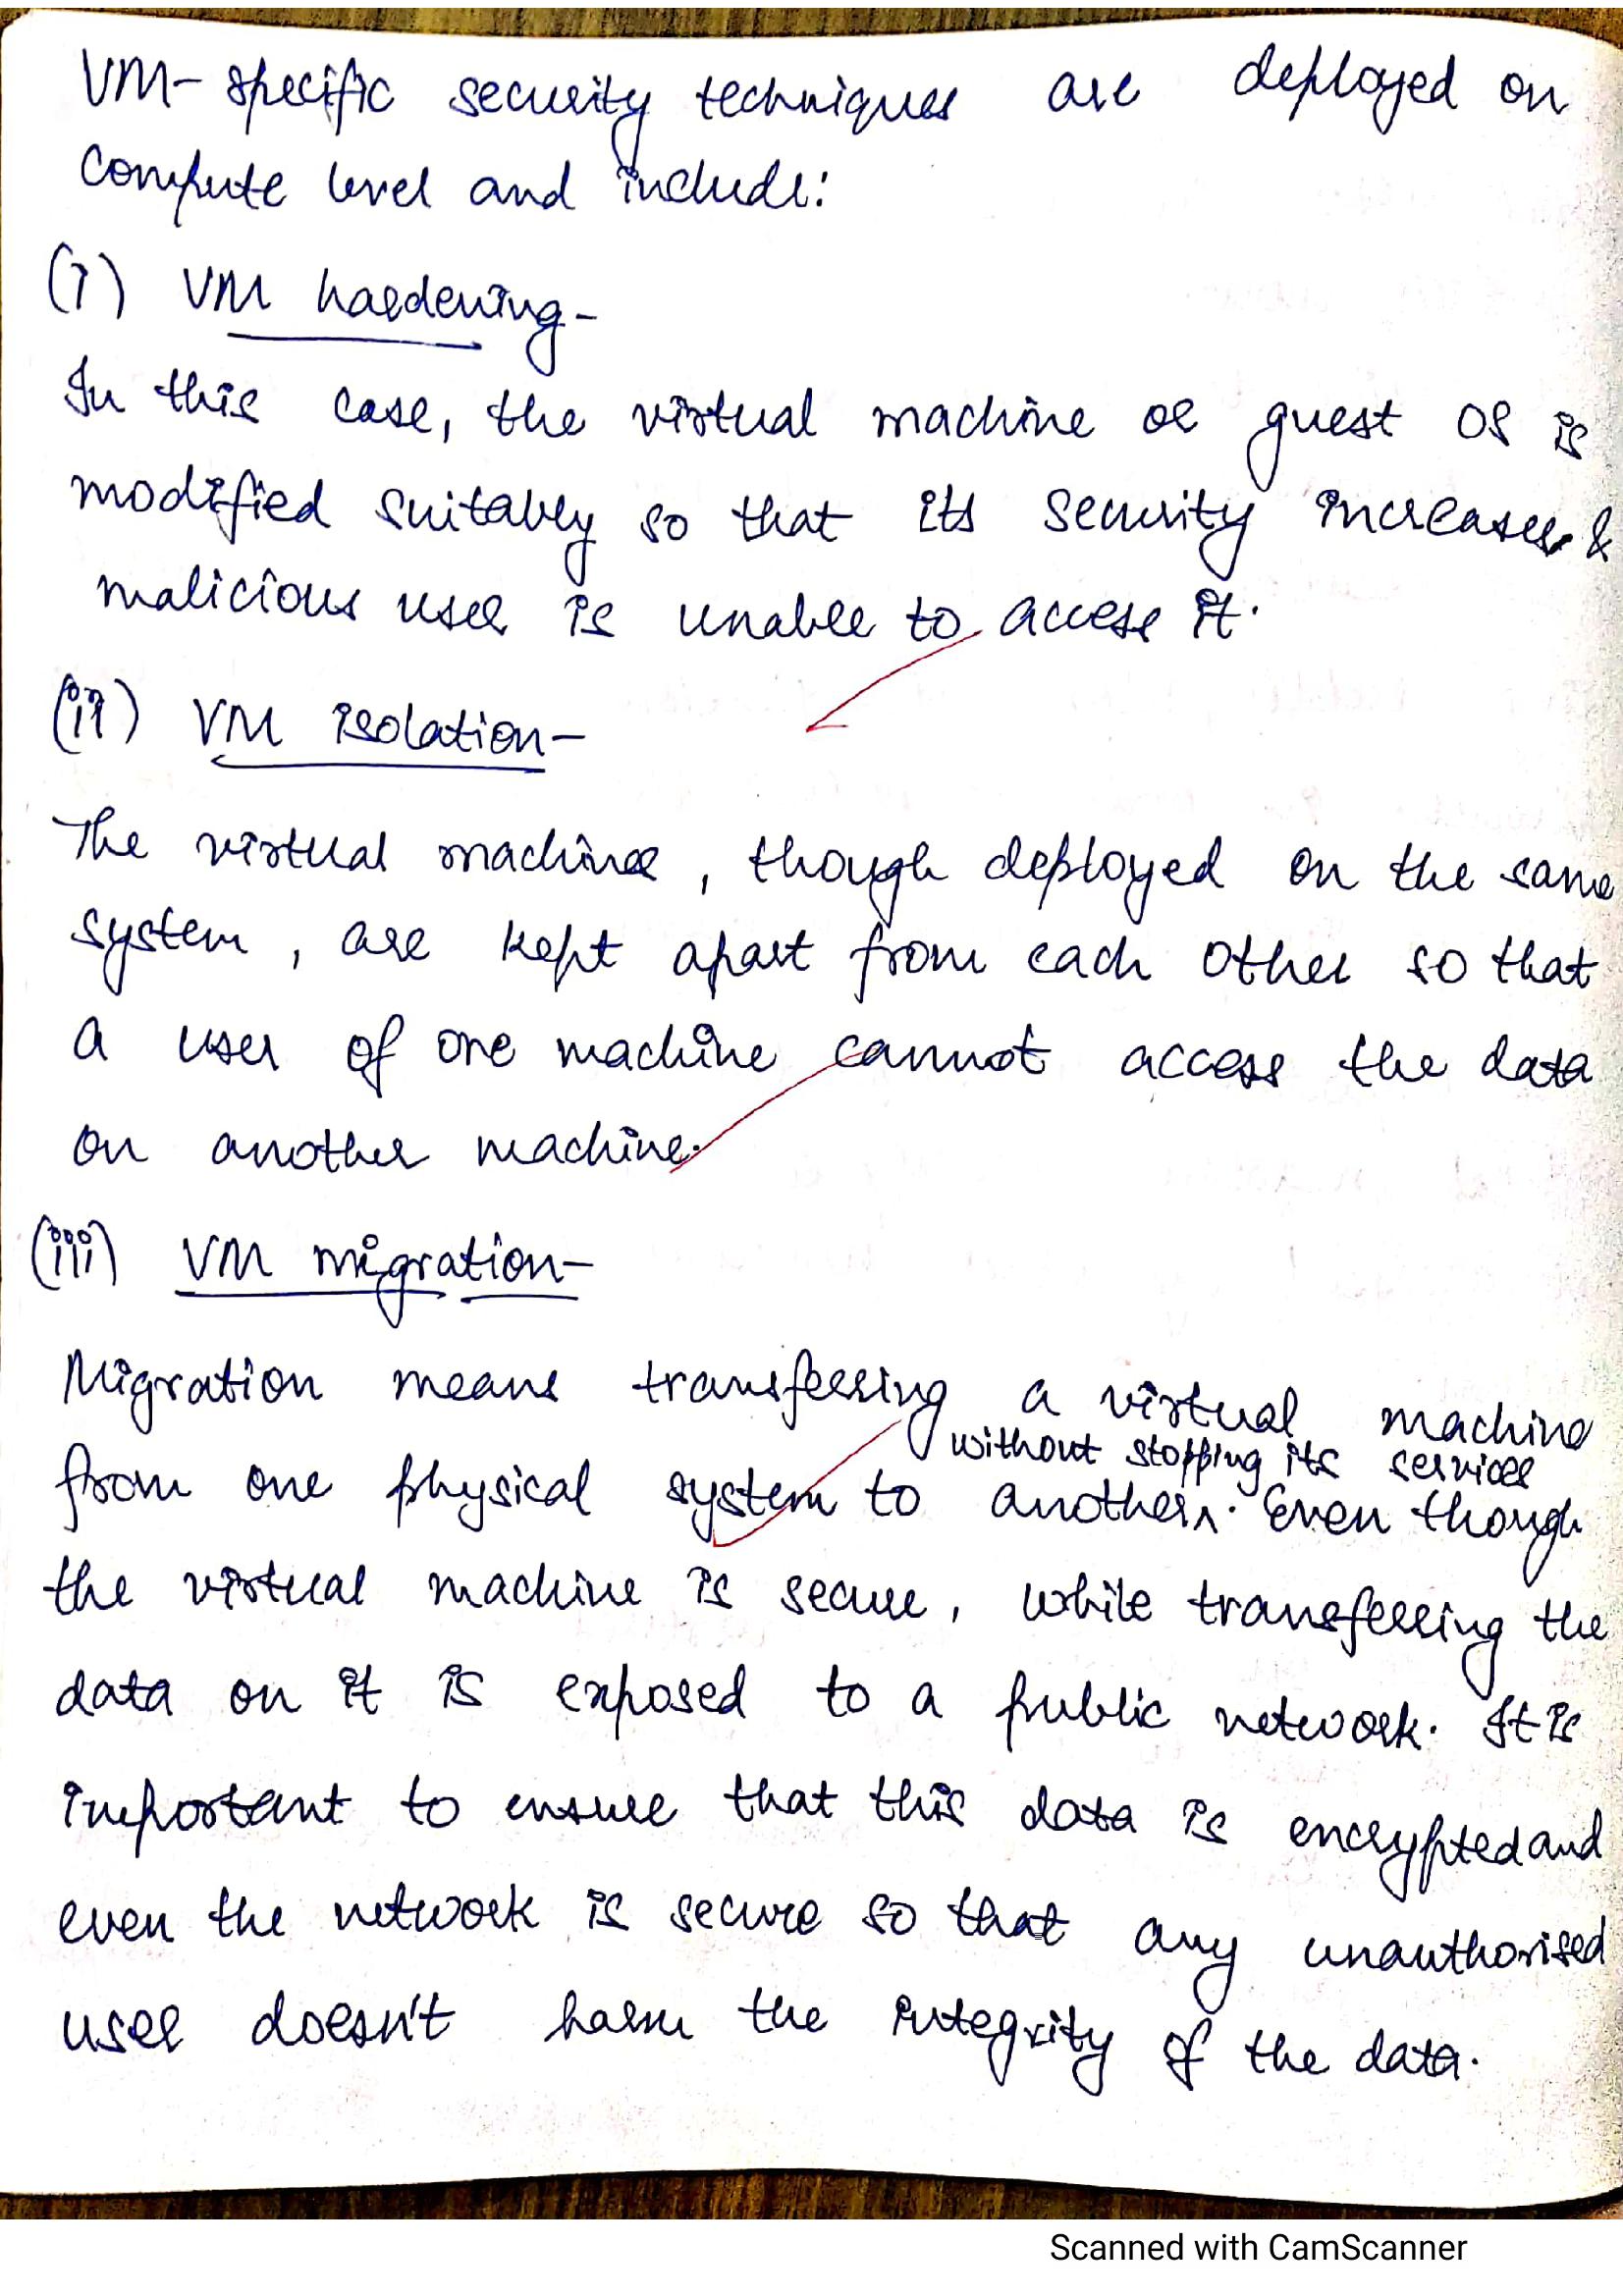 VM- specific security techniques are deployed on
compute level and include:
(i) VM hardening-
In this case, the virtual machine or guest OS is
modified suitably so that its security increases &
malicious user is unable to access it.
(ii) VM isolation-
The virtual machines, though deployed on the same
system, are kept apart from each other so that
a user of one machine cannot access the data
on another machine.
(iii) VM migration-
Migration means transferring a virtual machine
without stopping its services
from one physical system to another. Even though
the virtual machine is secure, while transferring the
data on it is exposed to a public network. It is
important to ensure that this data is encrypted and
even the network is secure so that any unauthorised
user doesn't harm the integrity of the data.
Scanned with CamScanner